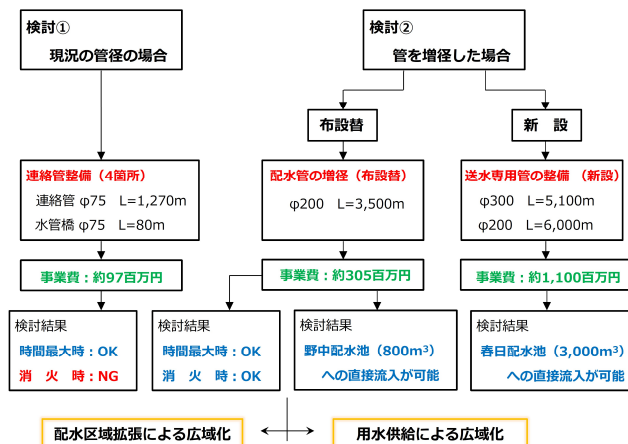 検討①
現況の管径の場合
検討②
管を増径した場合
布設替
新　設
連絡管整備（4箇所）
連絡管 φ75　L=1,270m
水管橋 φ75　L=80m
配水管の増径（布設替）
φ200　L=3,500m
送水専用管の整備（新設）
φ300　L=5,100m
φ200　L=6,000m
事業費：約97百万円
事業費：約305百万円
事業費：約1,100百万円
検討結果
時間最大時：OK
消　火　時：NG
検討結果
時間最大時：OK
消　火　時：OK
検討結果
野中配水池（800m³）
への直接流入が可能
検討結果
春日配水池（3,000m³）
への直接流入が可能
配水区域拡張による広域化
用水供給による広域化